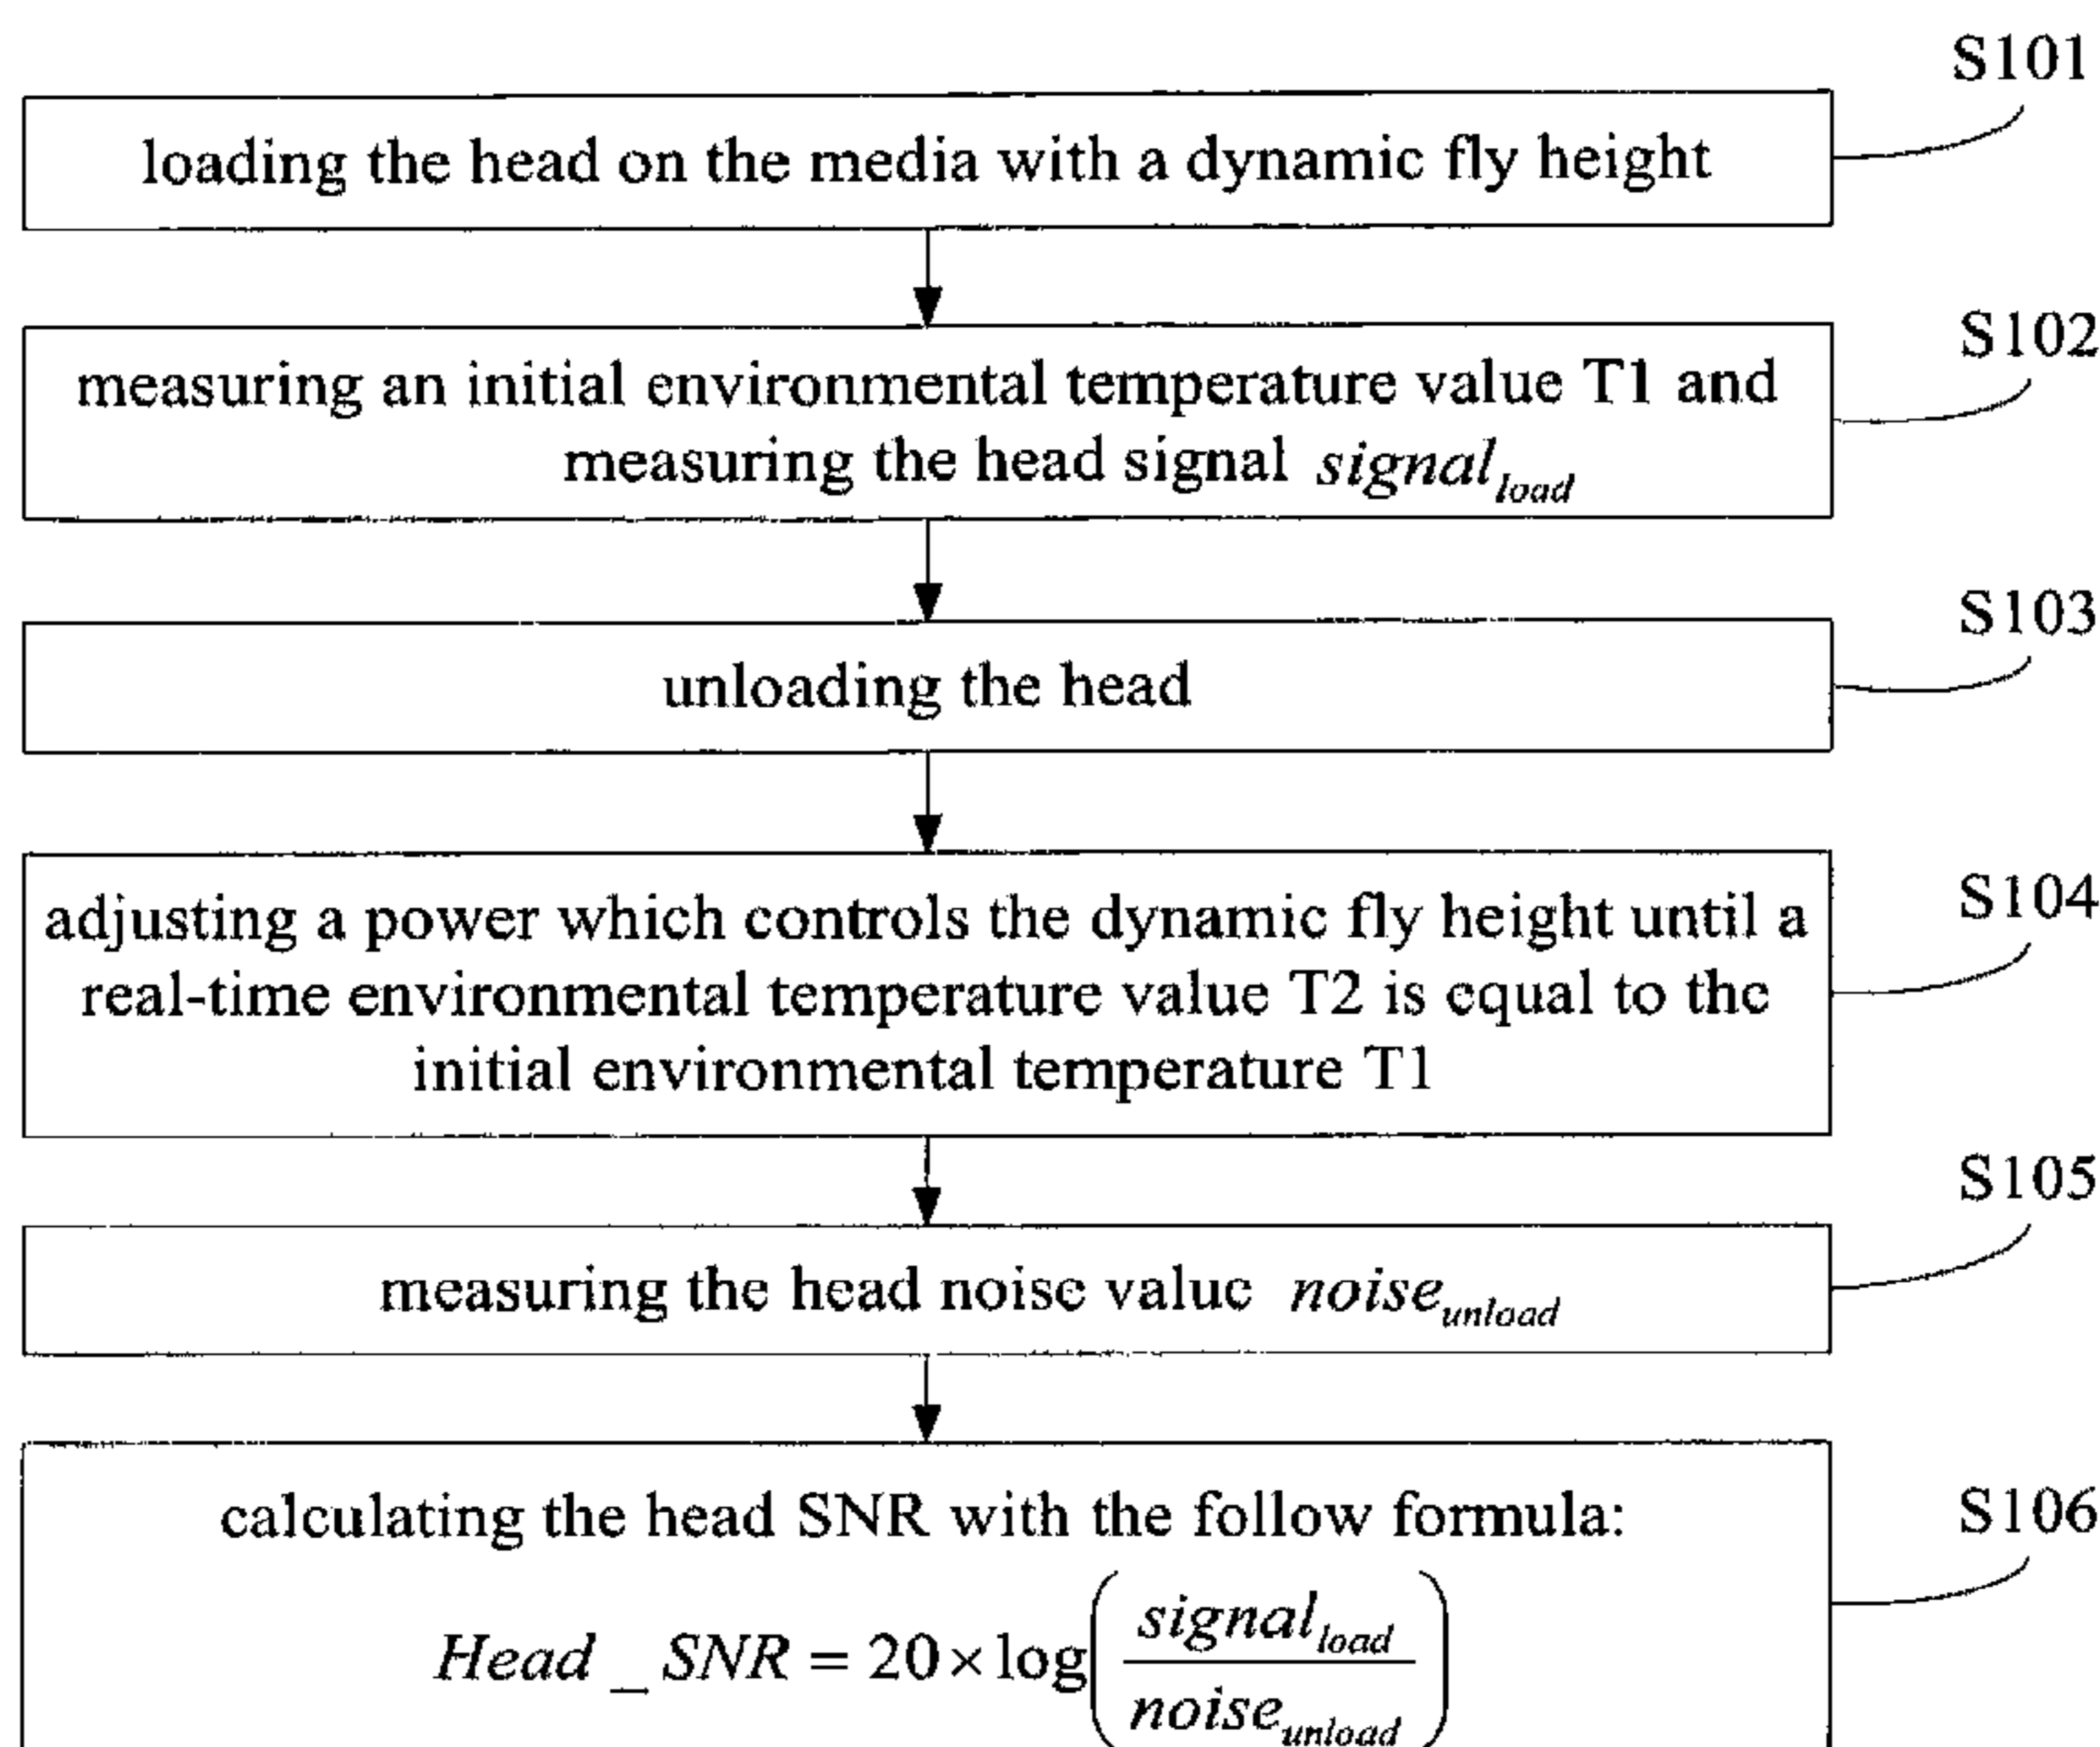 S101
loading the head on the media with a dynamic fly height
S102
measuring an initial environmental temperature value T1 and
measuring the head signal signal_load
S103
unloading the head
S104
adjusting a power which controls the dynamic fly height until a
real-time environmental temperature value T2 is equal to the
initial environmental temperature T1
S105
measuring the head noise value noise_unload
S106
calculating the head SNR with the follow formula:
Head _ SNR = 20 × log( signal_load / noise_unload )